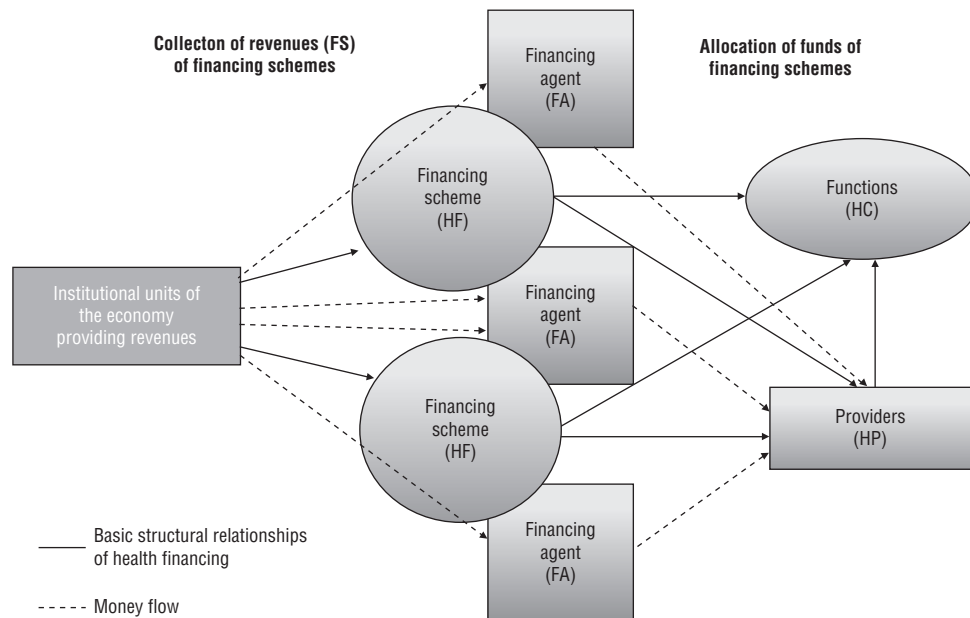 Collecton of revenues (FS)
of financing schemes
Allocation of funds of
financing schemes
Financing
agent
(FA)
Financing
scheme
(HF)
Functions
(HC)
Institutional units of
the economy
providing revenues
Financing
agent
(FA)
Financing
scheme
(HF)
Providers
(HP)
Financing
agent
(FA)
Basic structural relationships
of health financing
Money flow